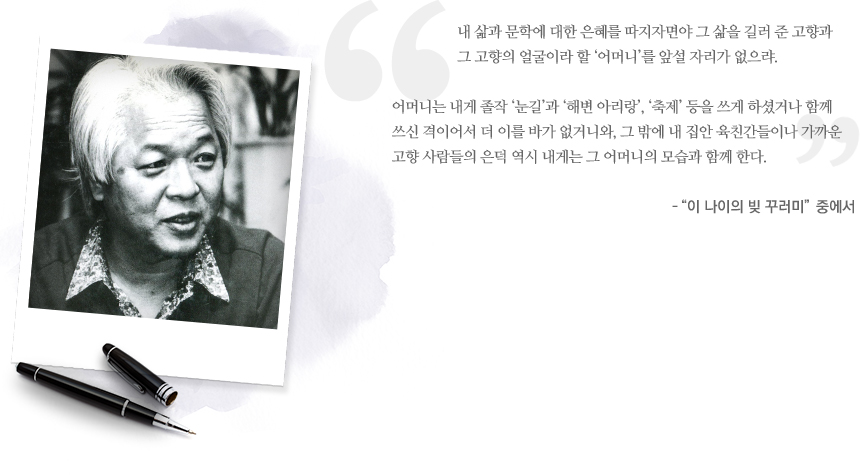 내 삶과 문학에 대한 은혜를 따지자면야 그 삶을 길러 준 고향과
그 고향의 얼굴이라 할 ‘어머니’를 앞설 자리가 없으랴.
어머니는 내게 졸작 ‘눈길’과 ‘해변 아리랑’, ‘축제’ 등을 쓰게 하셨거나 함께
쓰신 격이어서 더 이를 바가 없거니와, 그 밖에 내 집안 육친간들이나 가까운
고향 사람들의 은덕 역시 내게는 그 어머니의 모습과 함께 한다.
- “이 나이의 빚 꾸러미” 중에서